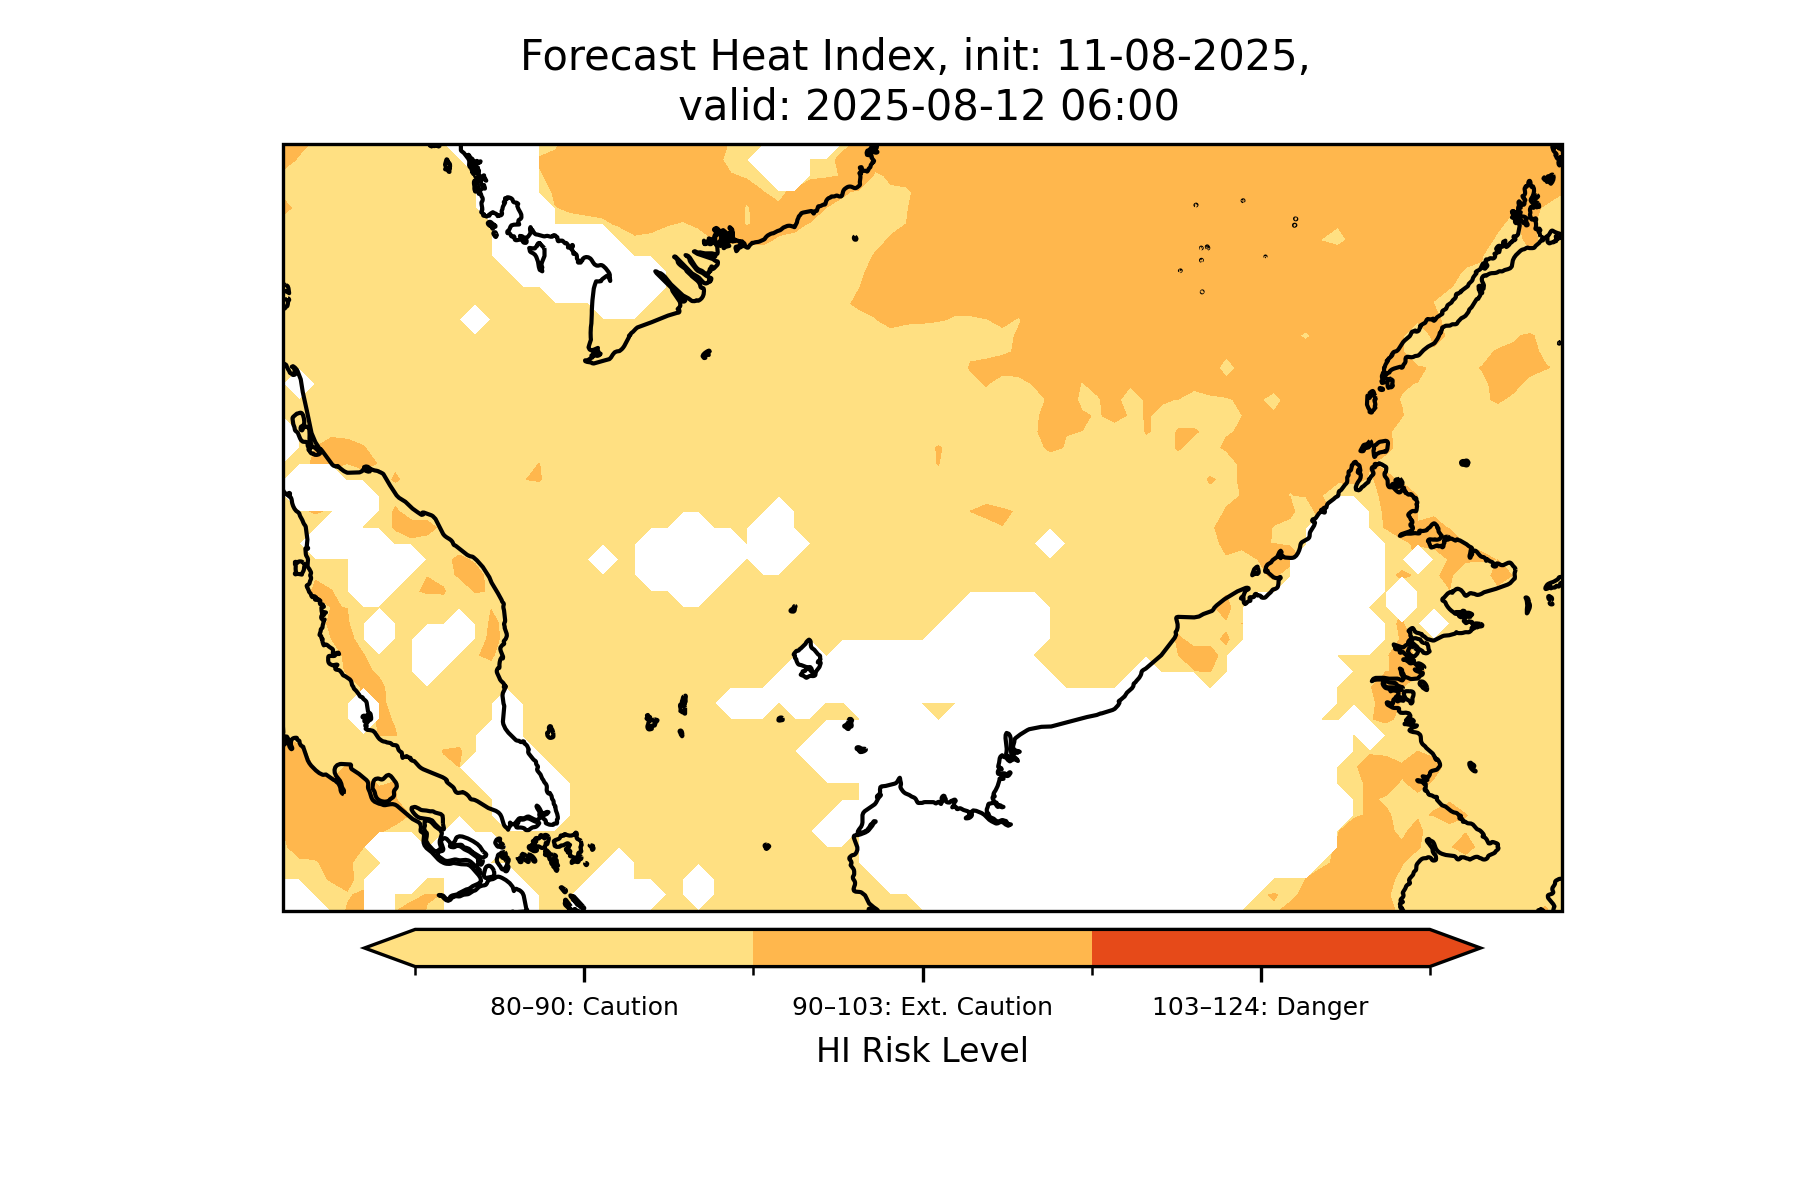 Forecast Heat Index, init: 11-08-2025,
valid: 2025-08-12 06:00
80–90: Caution
90–103: Ext. Caution
103–124: Danger
HI Risk Level